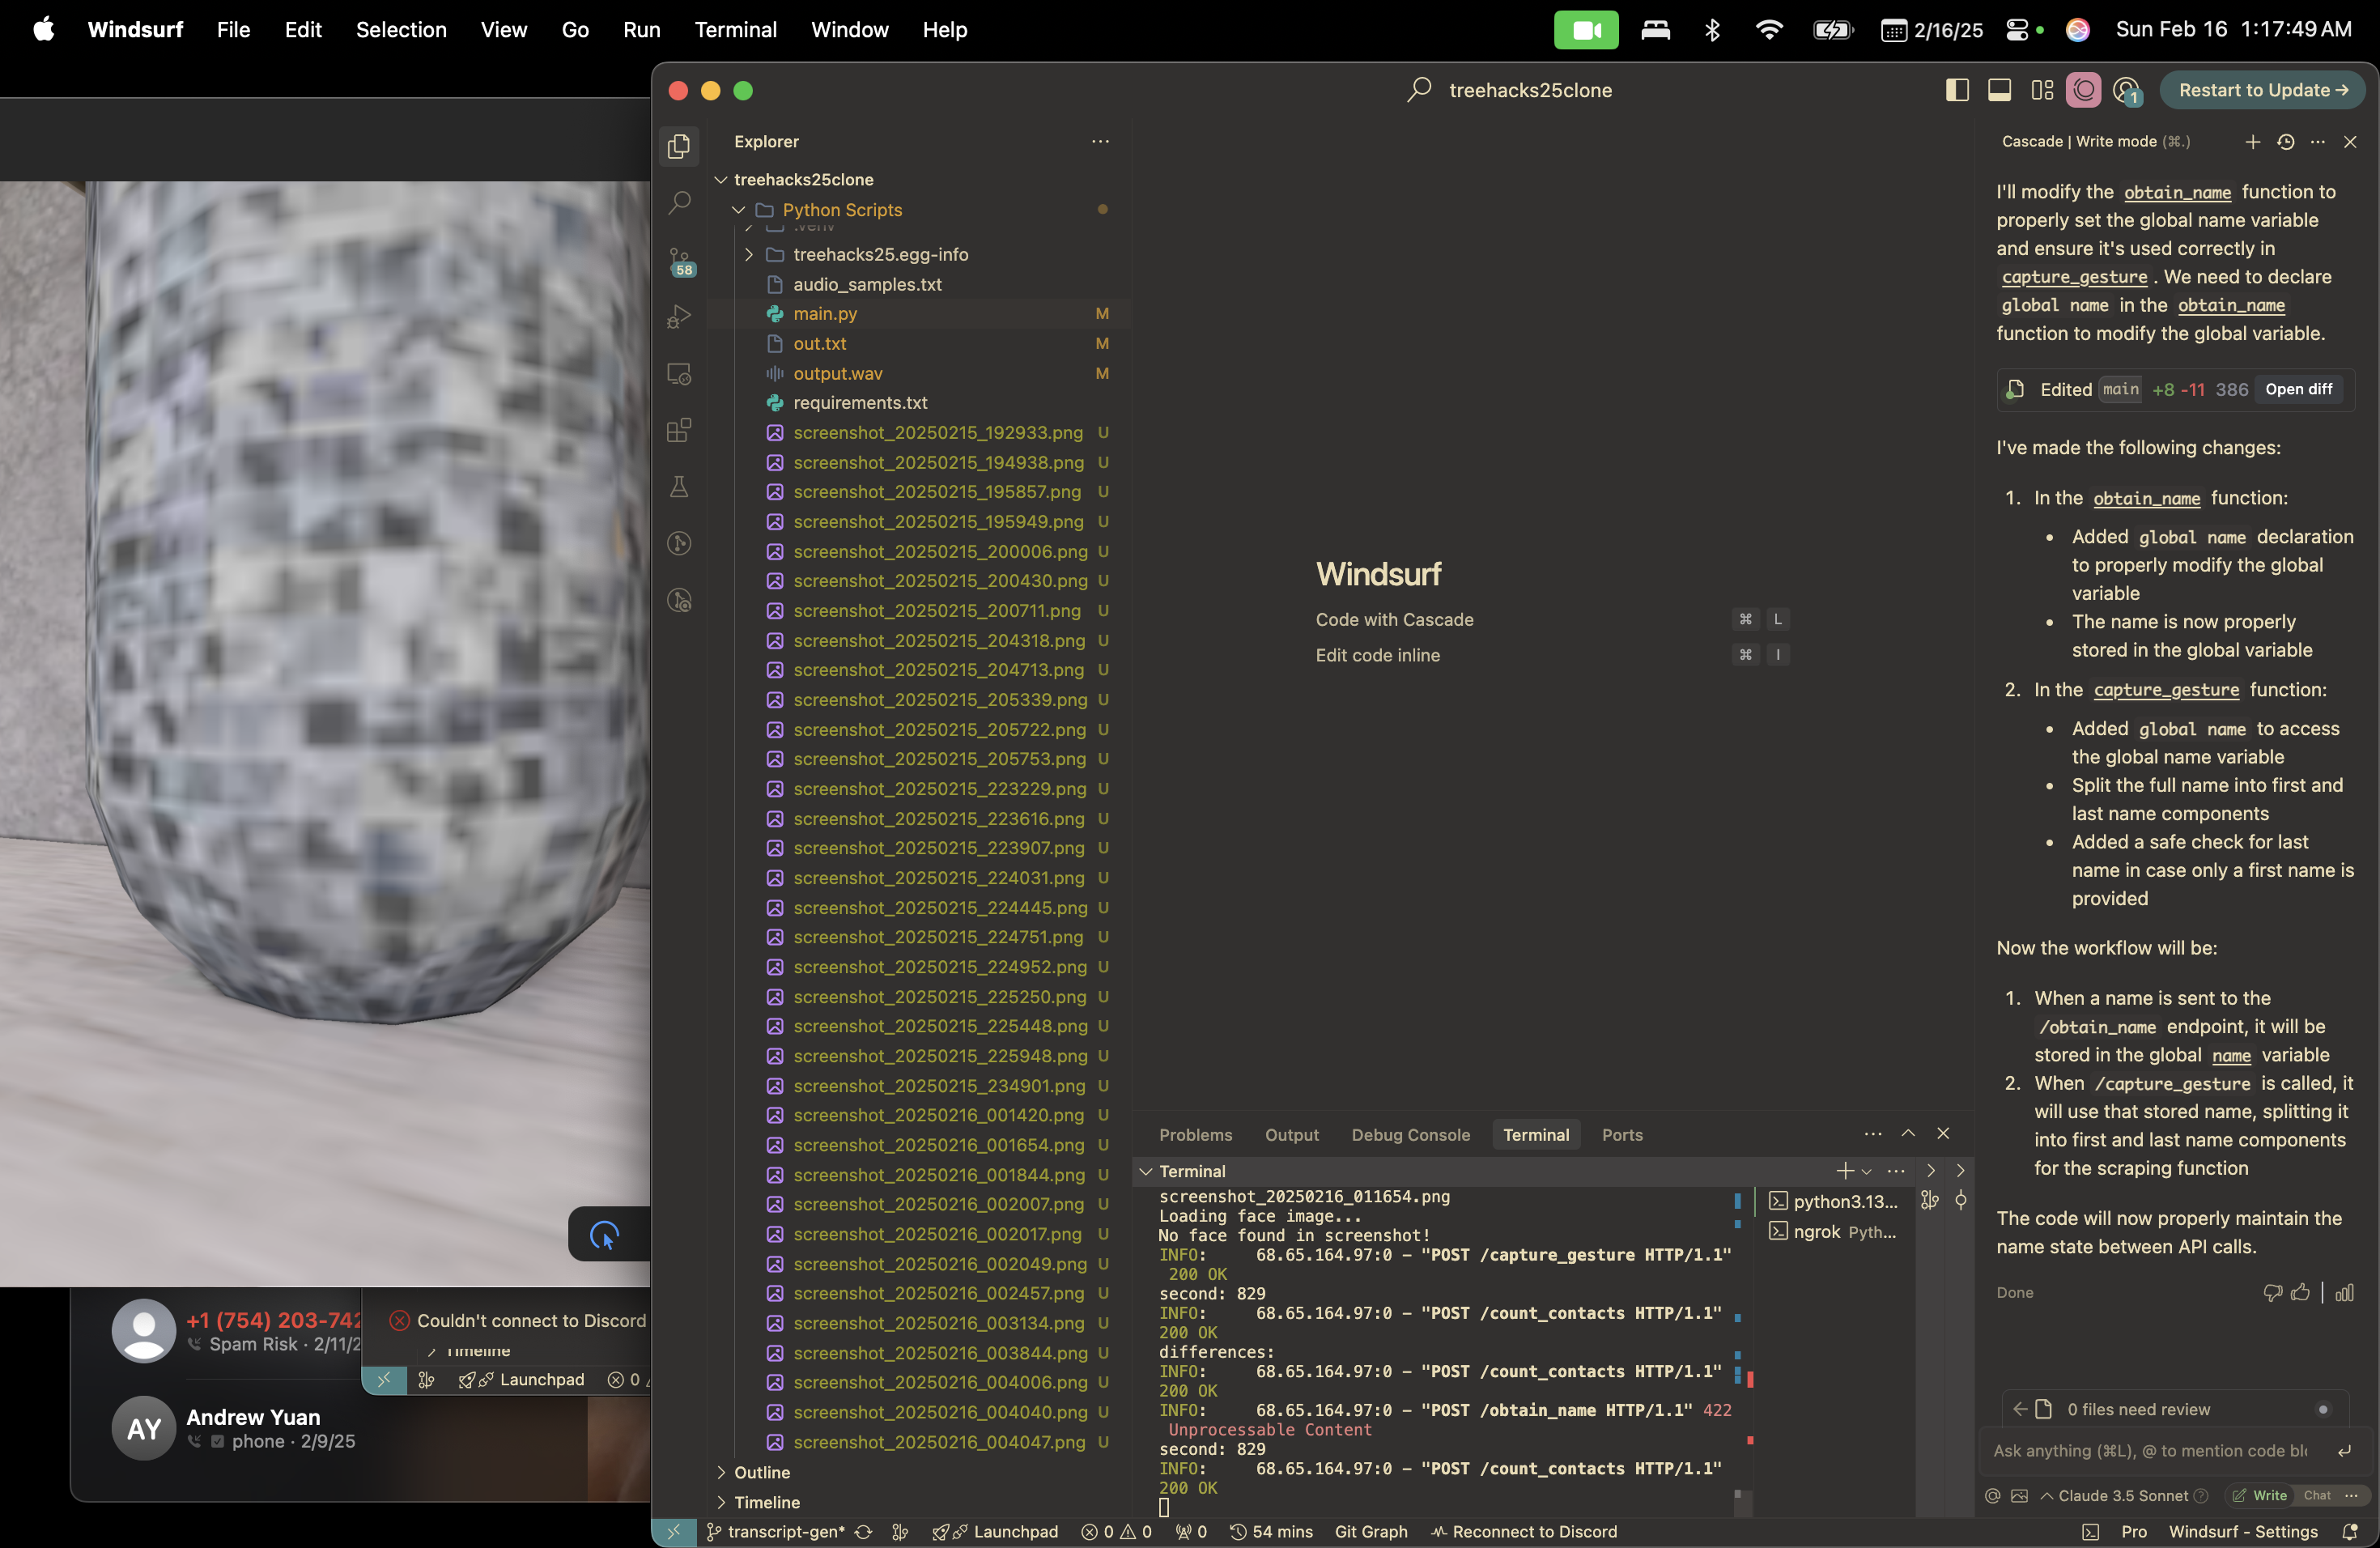 Windsurf File Edit Selection View Go Run Terminal Window Help
2/16/25 Sun Feb 16 1:17:49 AM
treehacks25clone
1
Restart to Update →
Explorer
treehacks25clone
Python Scripts
.venv
treehacks25.egg-info
audio_samples.txt
main.py M
out.txt M
output.wav M
requirements.txt
screenshot_20250215_192933.png U
screenshot_20250215_194938.png U
screenshot_20250215_195857.png U
screenshot_20250215_195949.png U
screenshot_20250215_200006.png U
screenshot_20250215_200430.png U
screenshot_20250215_200711.png U
screenshot_20250215_204318.png U
screenshot_20250215_204713.png U
screenshot_20250215_205339.png U
screenshot_20250215_205722.png U
screenshot_20250215_205753.png U
screenshot_20250215_223229.png U
screenshot_20250215_223616.png U
screenshot_20250215_223907.png U
screenshot_20250215_224031.png U
screenshot_20250215_224445.png U
screenshot_20250215_224751.png U
screenshot_20250215_224952.png U
screenshot_20250215_225250.png U
screenshot_20250215_225448.png U
screenshot_20250215_225948.png U
screenshot_20250215_234901.png U
screenshot_20250216_001420.png U
screenshot_20250216_001654.png U
screenshot_20250216_001844.png U
screenshot_20250216_002007.png U
screenshot_20250216_002017.png U
screenshot_20250216_002049.png U
screenshot_20250216_002457.png U
screenshot_20250216_003134.png U
screenshot_20250216_003844.png U
screenshot_20250216_004006.png U
screenshot_20250216_004040.png U
screenshot_20250216_004047.png U
Outline
Timeline
58
Windsurf
Code with Cascade ⌘ L
Edit code inline ⌘ I
Problems Output Debug Console Terminal Ports
Terminal
screenshot_20250216_011654.png
Loading face image...
No face found in screenshot!
INFO: 68.65.164.97:0 – "POST /capture_gesture HTTP/1.1"
200 OK
second: 829
INFO: 68.65.164.97:0 – "POST /count_contacts HTTP/1.1"
200 OK
differences:
INFO: 68.65.164.97:0 – "POST /count_contacts HTTP/1.1"
200 OK
INFO: 68.65.164.97:0 – "POST /obtain_name HTTP/1.1" 422
Unprocessable Content
second: 829
INFO: 68.65.164.97:0 – "POST /count_contacts HTTP/1.1"
200 OK
python3.13...
ngrok Pyth...
Cascade | Write mode (⌘.)
I'll modify the obtain_name function to
properly set the global name variable
and ensure it's used correctly in
capture_gesture . We need to declare
global name in the obtain_name
function to modify the global variable.
Edited main +8 -11 386 Open diff
I've made the following changes:
1. In the obtain_name function:
• Added global name declaration
to properly modify the global
variable
• The name is now properly
stored in the global variable
2. In the capture_gesture function:
• Added global name to access
the global name variable
• Split the full name into first and
last name components
• Added a safe check for last
name in case only a first name is
provided
Now the workflow will be:
1. When a name is sent to the
/obtain_name endpoint, it will be
stored in the global name variable
2. When /capture_gesture is called, it
will use that stored name, splitting it
into first and last name components
for the scraping function
The code will now properly maintain the
name state between API calls.
Done
0 files need review
Ask anything (⌘L), @ to mention code
Claude 3.5 Sonnet Write Chat
+1 (754) 203-742
Spam Risk · 2/11/2
AY
Andrew Yuan
phone · 2/9/25
Couldn't connect to Discord
Timeline
Launchpad 0
transcript-gen* Launchpad 0 0 0 54 mins Git Graph Reconnect to Discord Pro Windsurf - Settings